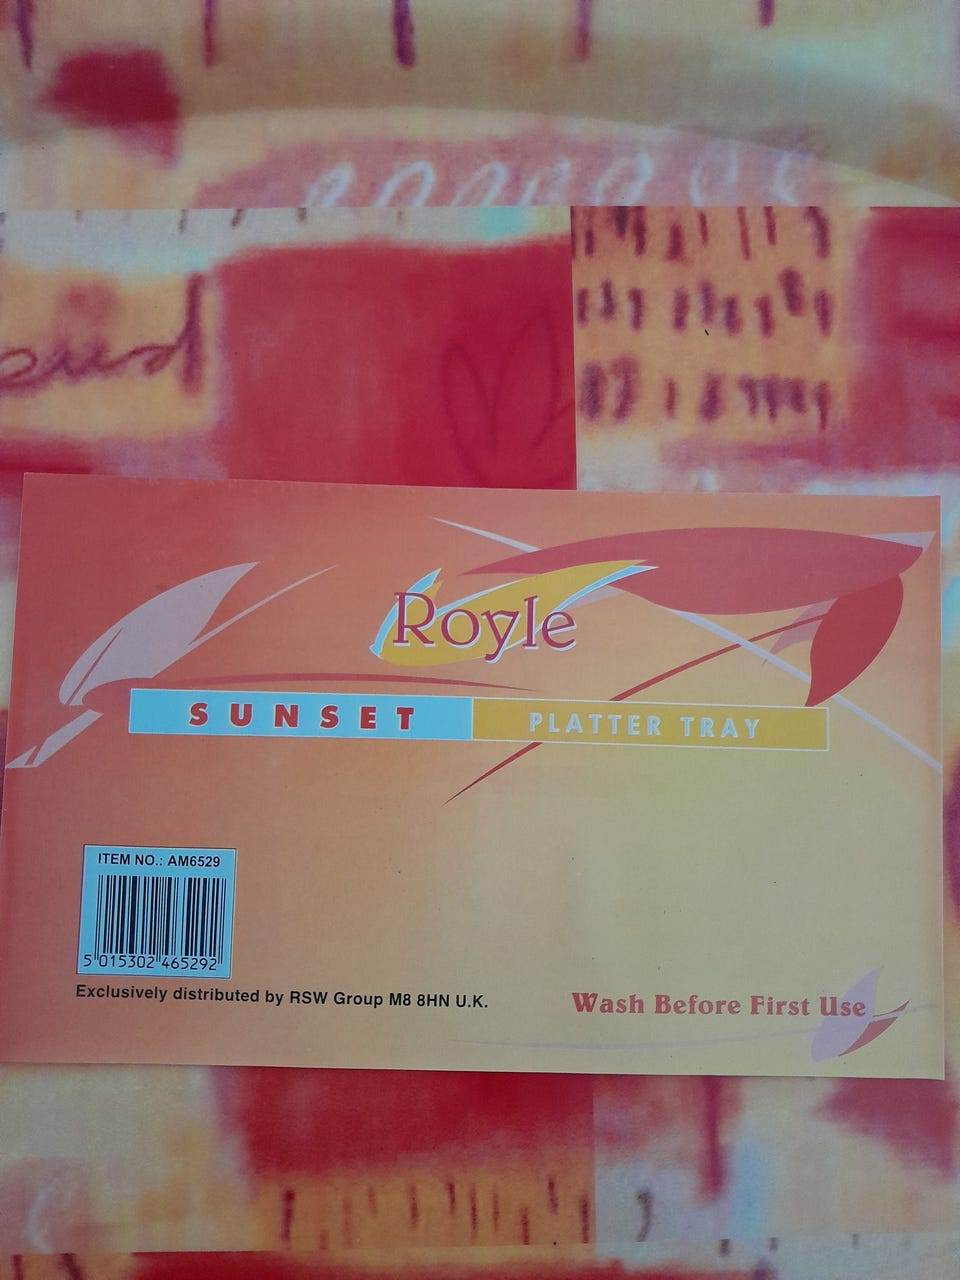 Royle
SUNSET PLATTER TRAY
ITEM NO.: AM6529
5 015302 465292
Exclusively distributed by RSW Group M8 8HN U.K.
Wash Before First Use